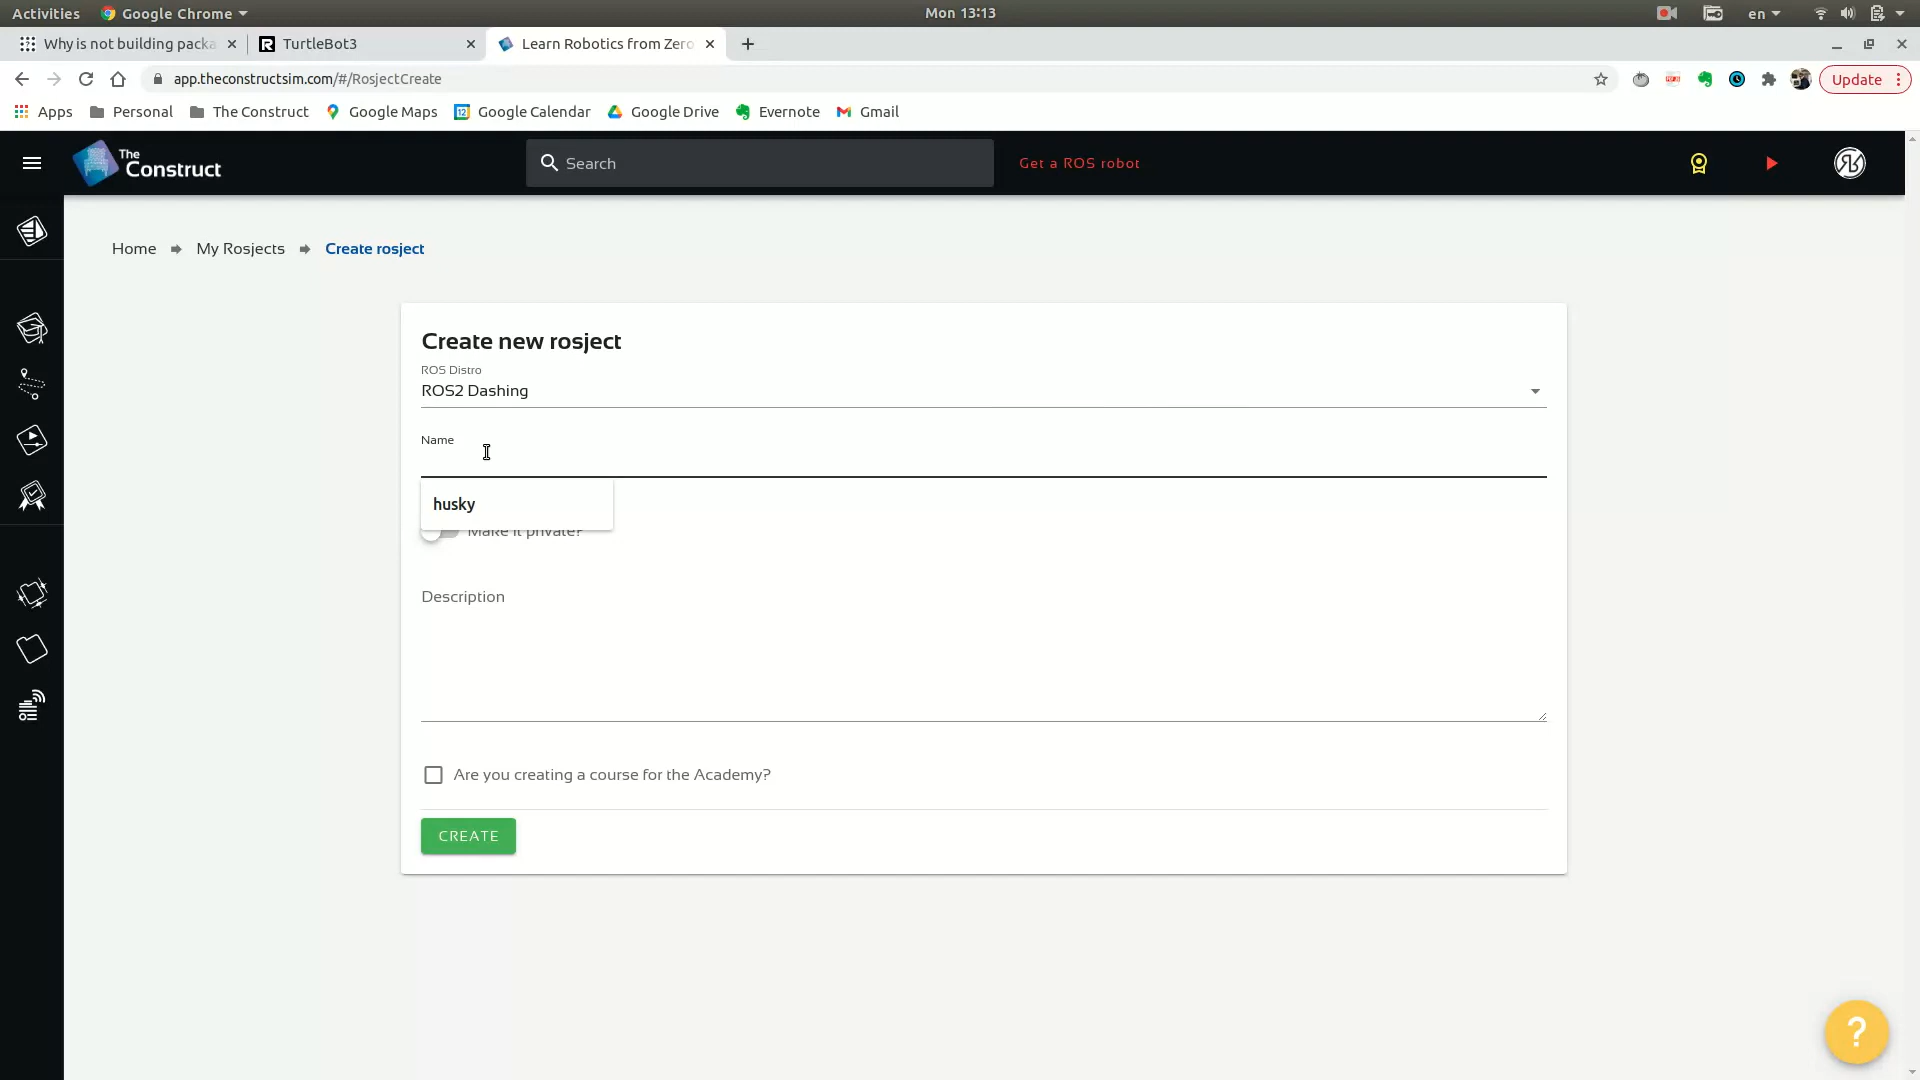 Activities Google Chrome Mon 13:13 en
Why is not building packa TurtleBot3 Learn Robotics from Zero
app.theconstructsim.com/#/RosjectCreate Update
Apps Personal The Construct Google Maps Google Calendar Google Drive Evernote Gmail
The Construct Search Get a ROS robot
Home My Rosjects Create rosject
Create new rosject
ROS Distro
ROS2 Dashing
Name
husky
Make it private?
Description
Are you creating a course for the Academy?
CREATE
?